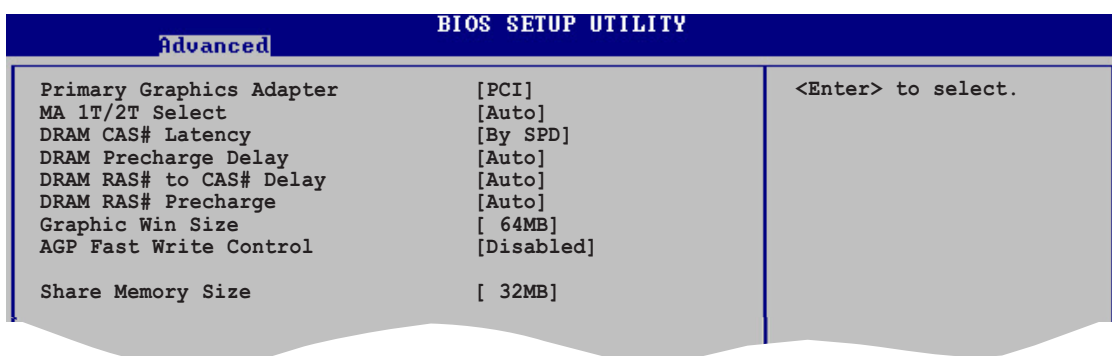 BIOS SETUP UTILITY
Advanced
Primary Graphics Adapter [PCI]
MA 1T/2T Select [Auto]
DRAM CAS# Latency [By SPD]
DRAM Precharge Delay [Auto]
DRAM RAS# to CAS# Delay [Auto]
DRAM RAS# Precharge [Auto]
Graphic Win Size [ 64MB]
AGP Fast Write Control [Disabled]
Share Memory Size [ 32MB]
<Enter> to select.